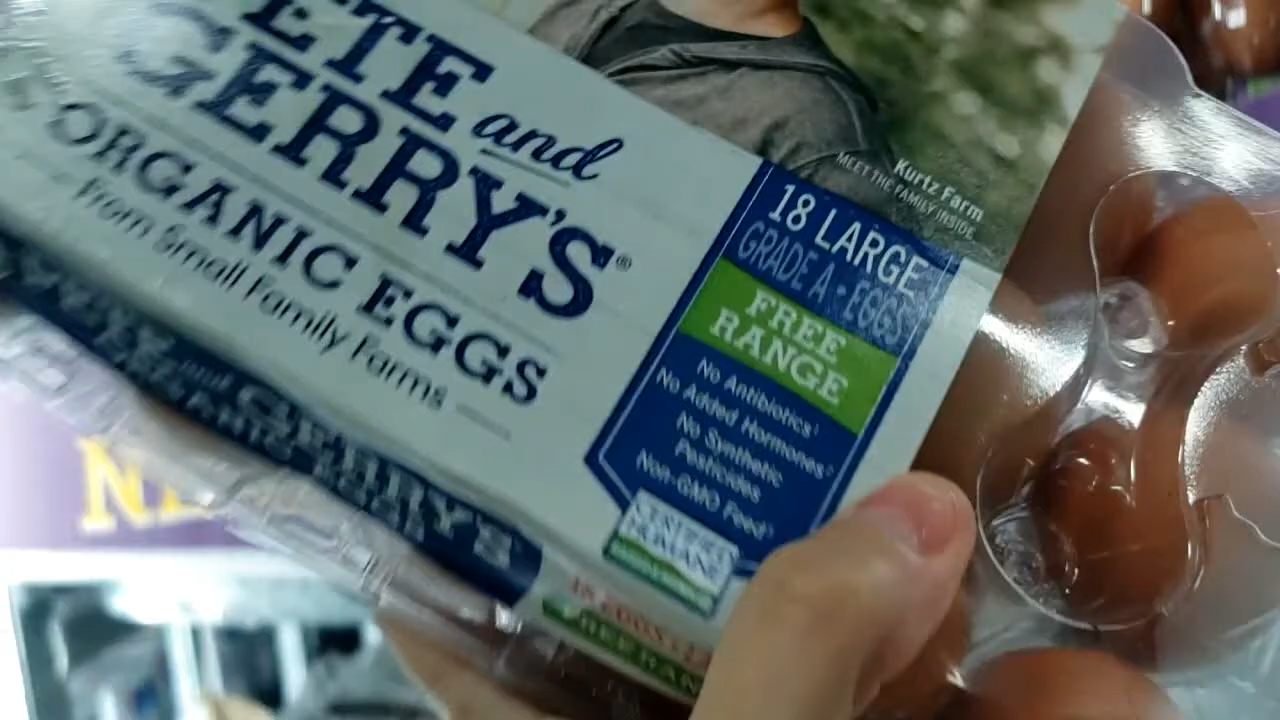 ETE and
GERRY'S®
ORGANIC EGGS
From Small Family Farms
Kurtz Farm
MEET THE FAMILY INSIDE
18 LARGE
GRADE A • EGGS
FREE
RANGE
No Antibiotics
No Added Hormones
No Synthetic
Pesticides
Non-GMO Feed